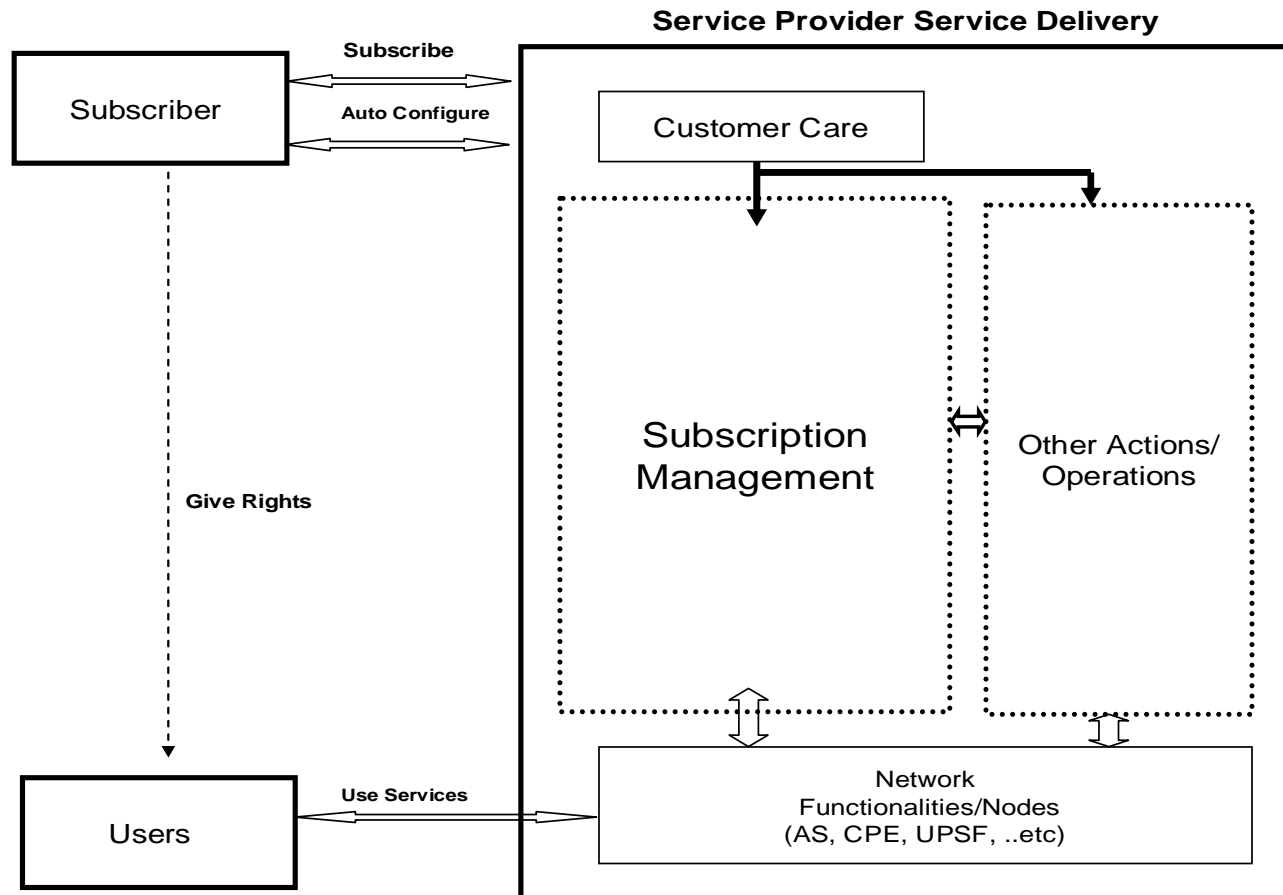 Service Provider Service Delivery
Subscribe
Subscriber
Auto Configure
Customer Care
Subscription
Management
Other Actions/
Operations
Give Rights
Use Services
Users
Network
Functionalities/Nodes
(AS, CPE, UPSF, ..etc)